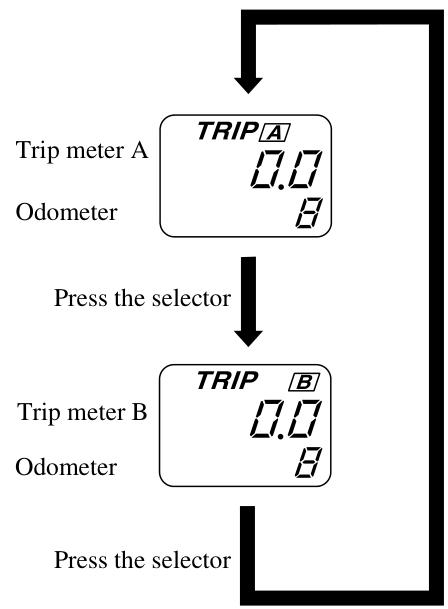 TRIP A
Trip meter A
0.0
Odometer
8
Press the selector
TRIP B
Trip meter B
0.0
Odometer
8
Press the selector